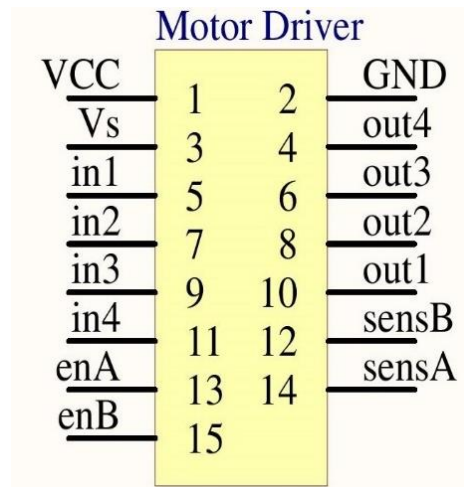 Motor Driver
VCC 1 2 GND
Vs 3 4 out4
in1 5 6 out3
in2 7 8 out2
in3 9 10 out1
in4 11 12 sensB
enA 13 14 sensA
enB 15